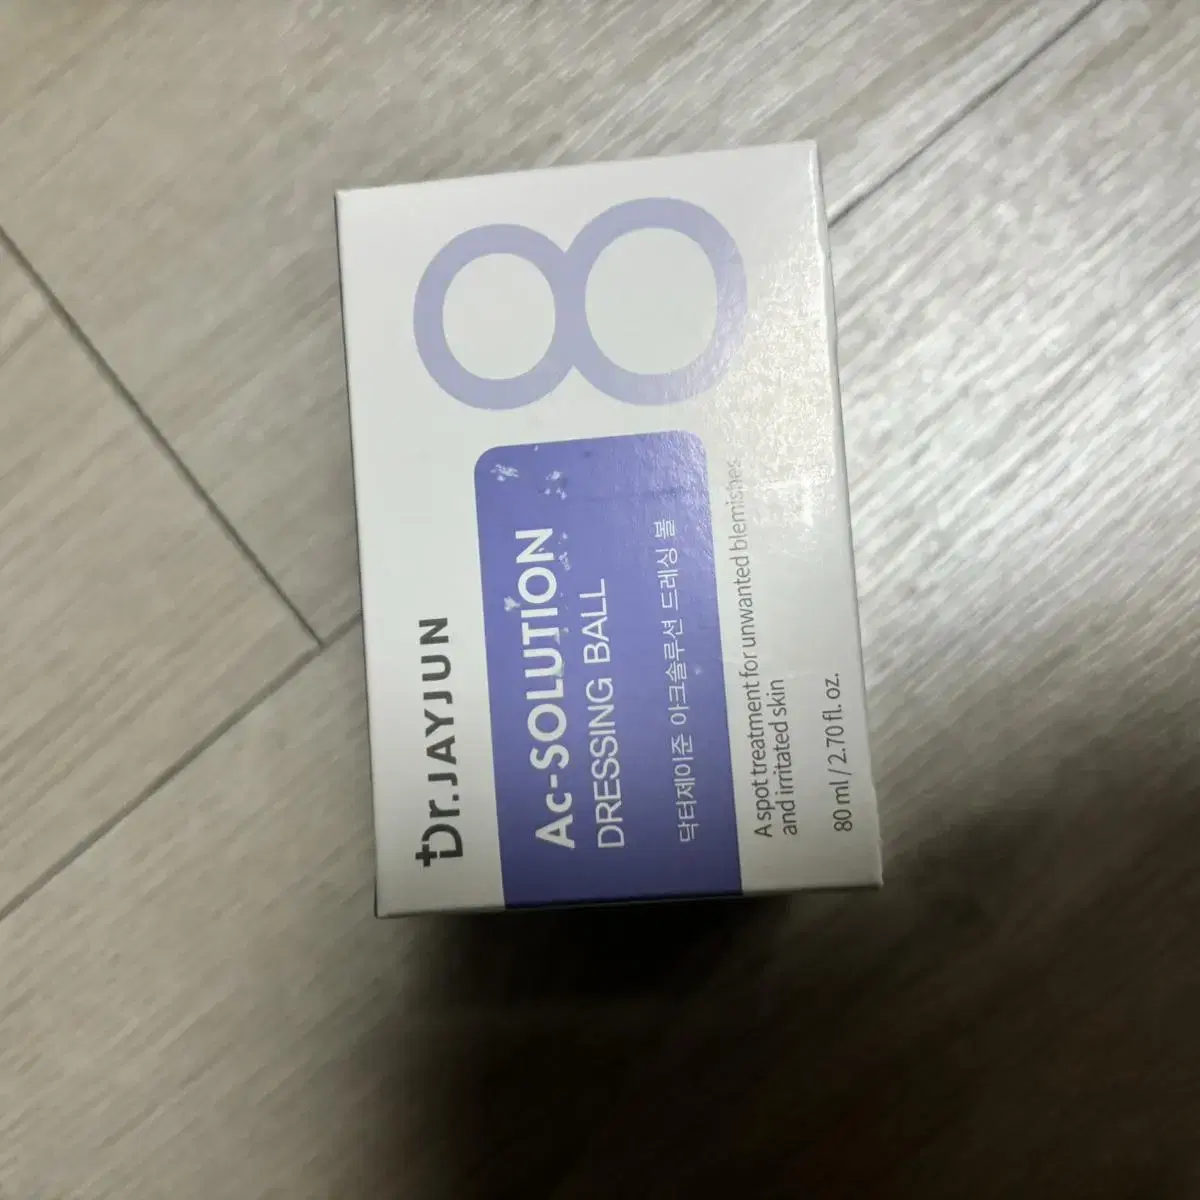 8
Dr.JAYJUN
Ac-SOLUTION
DRESSING BALL
닥터제이준 아크솔루션 드레싱 볼
A spot treatment for unwanted blemishes
and irritated skin
80 ml / 2.70 fl. oz.